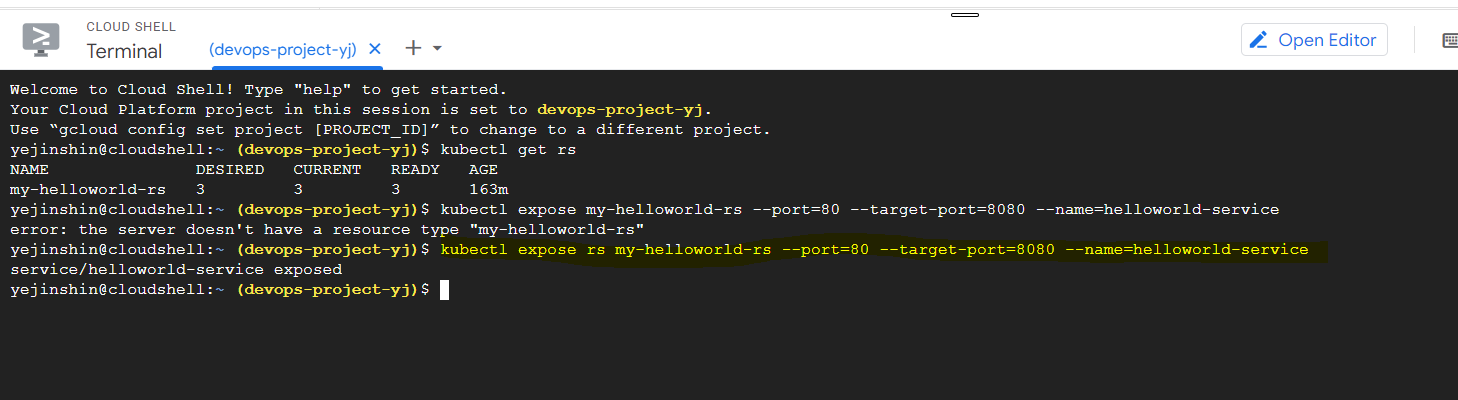 CLOUD SHELL
Terminal
(devops-project-yj)
Open Editor
Welcome to Cloud Shell! Type "help" to get started.
Your Cloud Platform project in this session is set to devops-project-yj.
Use “gcloud config set project [PROJECT_ID]” to change to a different project.
yejinshin@cloudshell:~ (devops-project-yj)$ kubectl get rs
NAME DESIRED CURRENT READY AGE
my-helloworld-rs 3 3 3 163m
yejinshin@cloudshell:~ (devops-project-yj)$ kubectl expose my-helloworld-rs --port=80 --target-port=8080 --name=helloworld-service
error: the server doesn't have a resource type "my-helloworld-rs"
yejinshin@cloudshell:~ (devops-project-yj)$ kubectl expose rs my-helloworld-rs --port=80 --target-port=8080 --name=helloworld-service
service/helloworld-service exposed
yejinshin@cloudshell:~ (devops-project-yj)$